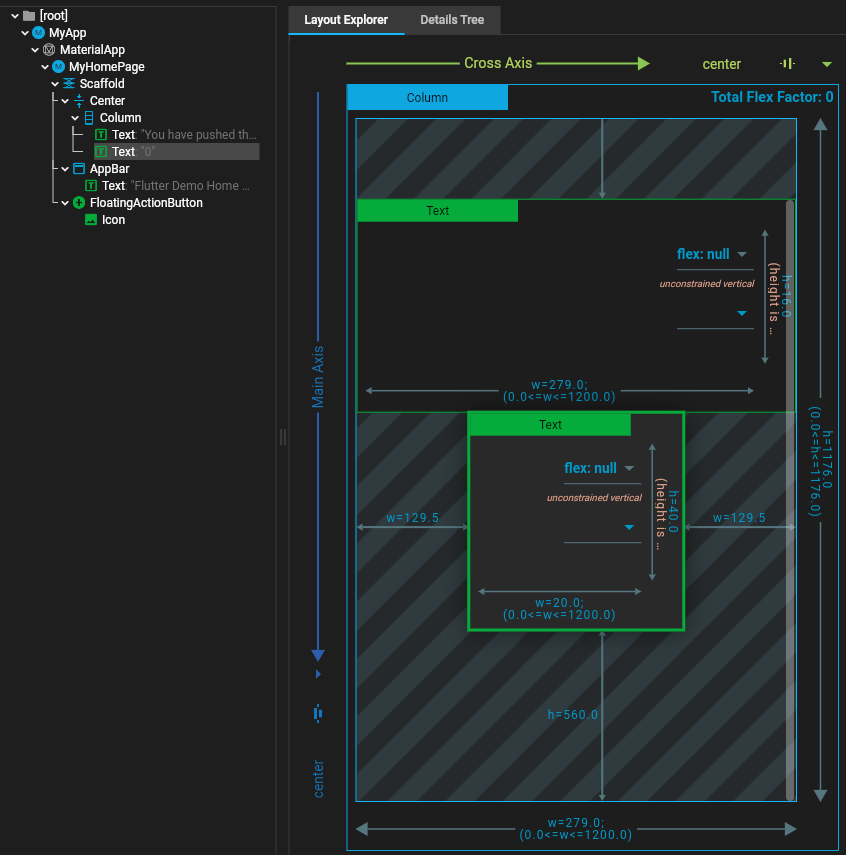 [root]
MyApp
MaterialApp
MyHomePage
Scaffold
Center
Column
Text: "You have pushed th...
Text: "0"
AppBar
Text: "Flutter Demo Home ...
FloatingActionButton
Icon
Layout Explorer
Details Tree
Cross Axis
center
Column
Total Flex Factor: 0
Text
flex: null
unconstrained vertical
h=16.0
(height is ...
w=279.0;
(0.0<=w<=1200.0)
Main Axis
Text
flex: null
unconstrained vertical
h=40.0
(height is ...
w=129.5
w=129.5
w=20.0;
(0.0<=w<=1200.0)
h=1176.0
(0.0<=h<=1176.0)
h=560.0
center
w=279.0;
(0.0<=w<=1200.0)